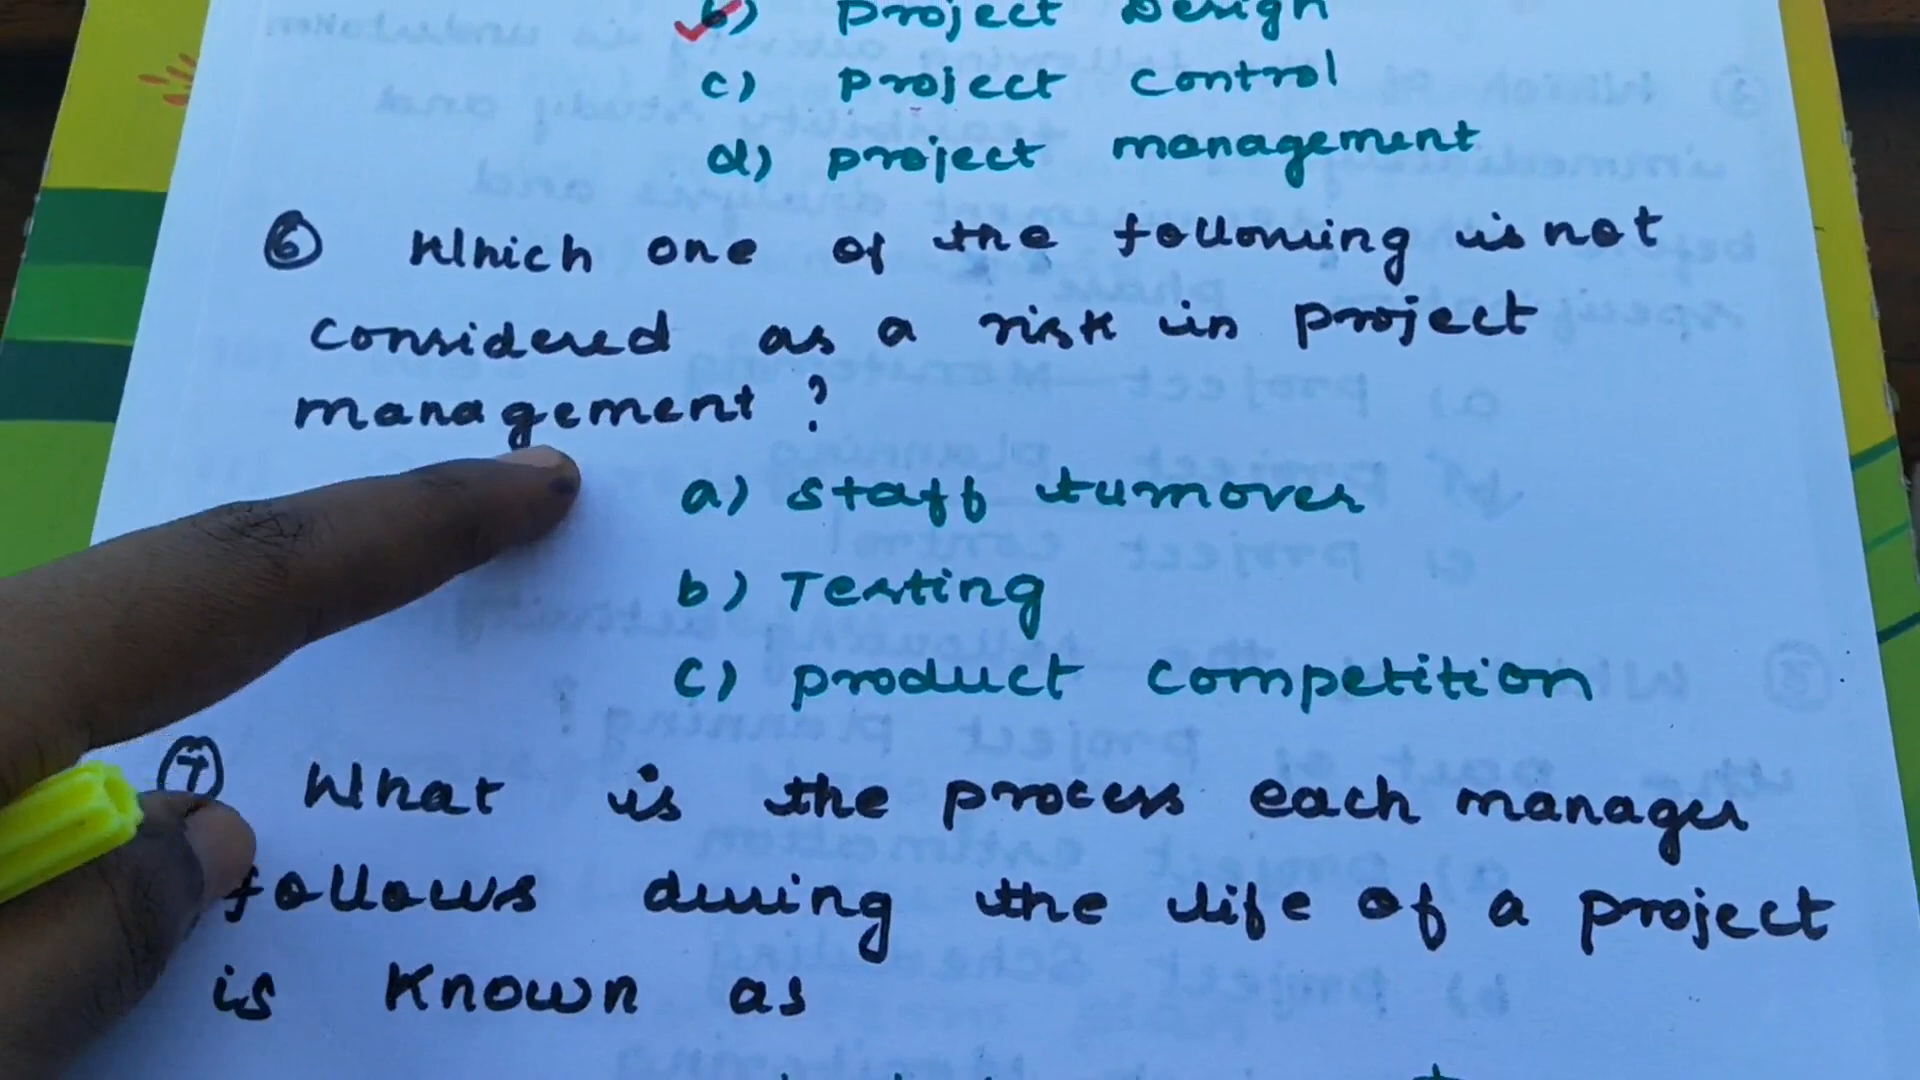 b) project Design
c) project control
d) project management
⑥ Which one of the following is not
considered as a risk in project
management ?
a) staff turnover
b) Testing
c) product competition
⑦ What is the process each manager
follows during the life of a project
is known as